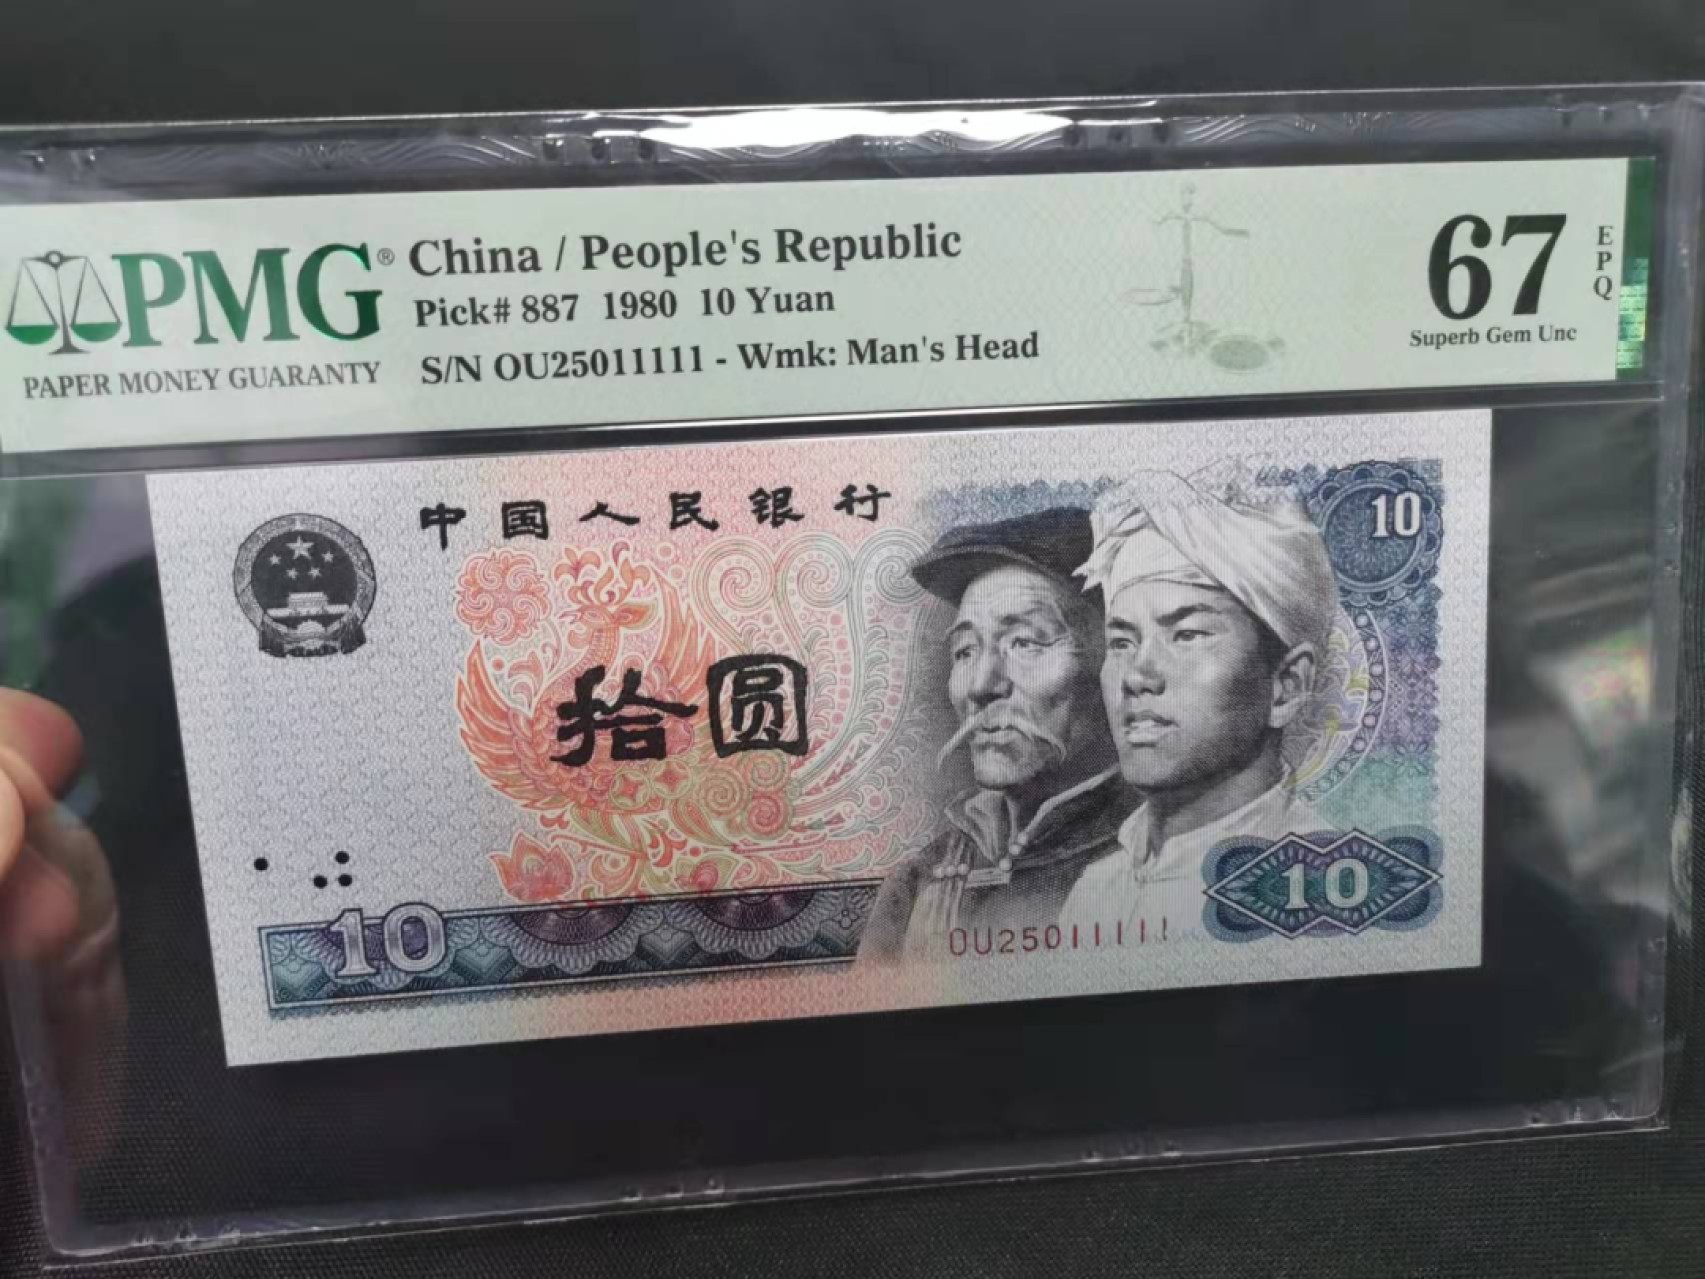 PMG®
PAPER MONEY GUARANTY
China / People's Republic
Pick# 887 1980 10 Yuan
S/N OU25011111 - Wmk: Man's Head
67
EPQ
Superb Gem Unc
中国人民银行
10
拾圆
10
10
OU25011111